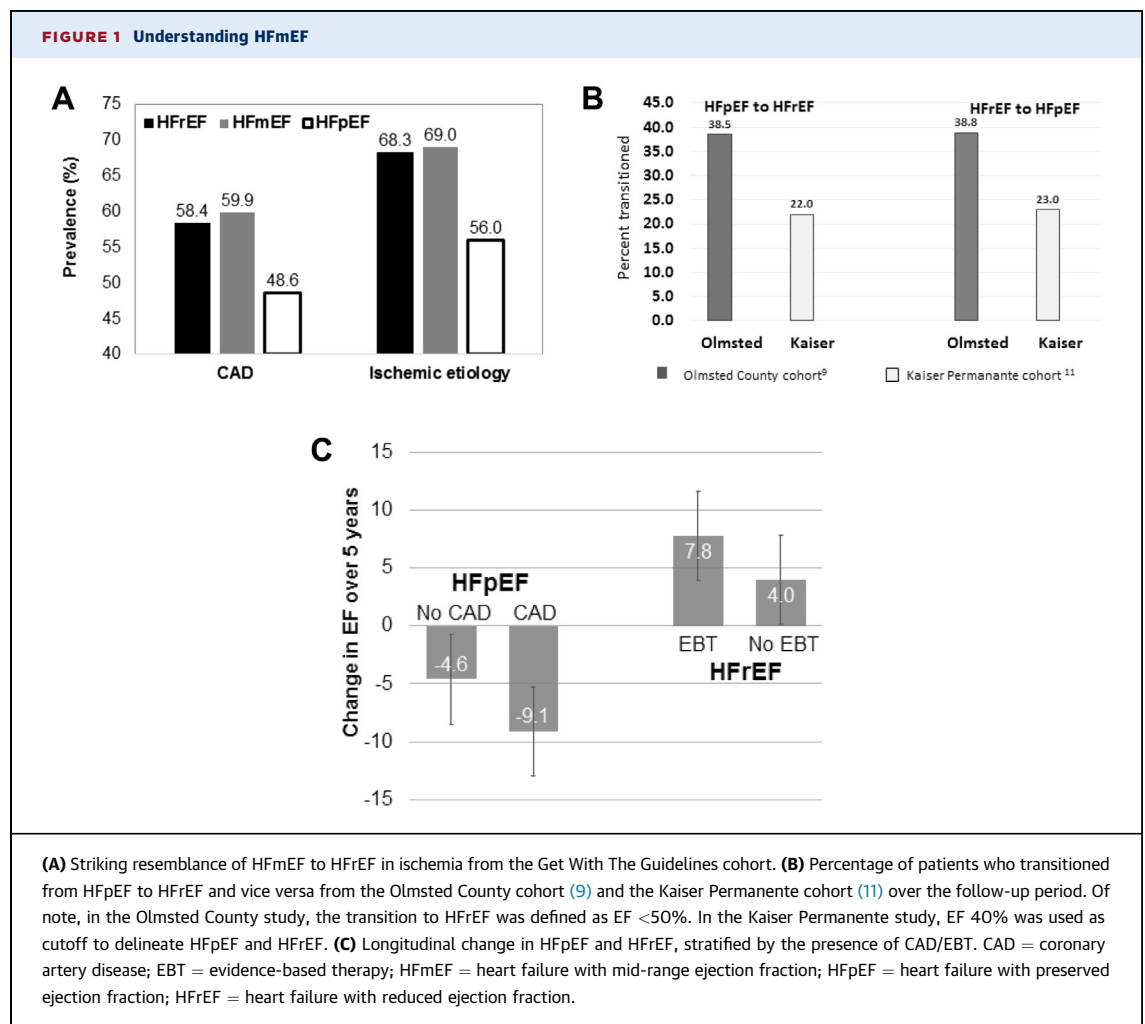 FIGURE 1 Understanding HFmEF
A
75
70
65
60
55
50
45
40
Prevalence (%)
HFrEF HFmEF HFpEF
58.4
59.9
48.6
68.3
69.0
56.0
CAD
Ischemic etiology
B
45.0
40.0
35.0
30.0
25.0
20.0
15.0
10.0
5.0
0.0
Percent transitioned
HPpEF to HFrEF
HFrEF to HFpEF
38.5
22.0
38.8
23.0
Olmsted Kaiser
Olmsted Kaiser
Olmsted County cohort9
Kaiser Permanante cohort 11
C
15
10
5
0
-5
-10
-15
Change in EF over 5 years
HFpEF
No CAD CAD
-4.6
-9.1
7.8
4.0
EBT No EBT
HFrEF
(A) Striking resemblance of HFmEF to HFrEF in ischemia from the Get With The Guidelines cohort. (B) Percentage of patients who transitioned
from HFpEF to HFrEF and vice versa from the Olmsted County cohort (9) and the Kaiser Permanente cohort (11) over the follow-up period. Of
note, in the Olmsted County study, the transition to HFrEF was defined as EF <50%. In the Kaiser Permanente study, EF 40% was used as
cutoff to delineate HFpEF and HFrEF. (C) Longitudinal change in HFpEF and HFrEF, stratified by the presence of CAD/EBT. CAD = coronary
artery disease; EBT = evidence-based therapy; HFmEF = heart failure with mid-range ejection fraction; HFpEF = heart failure with preserved
ejection fraction; HFrEF = heart failure with reduced ejection fraction.